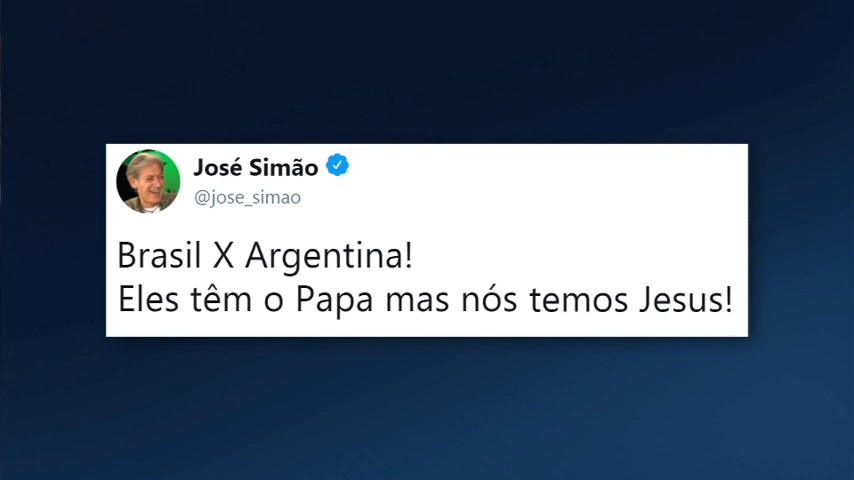 José Simão
@jose_simao
Brasil X Argentina!
Eles têm o Papa mas nós temos Jesus!